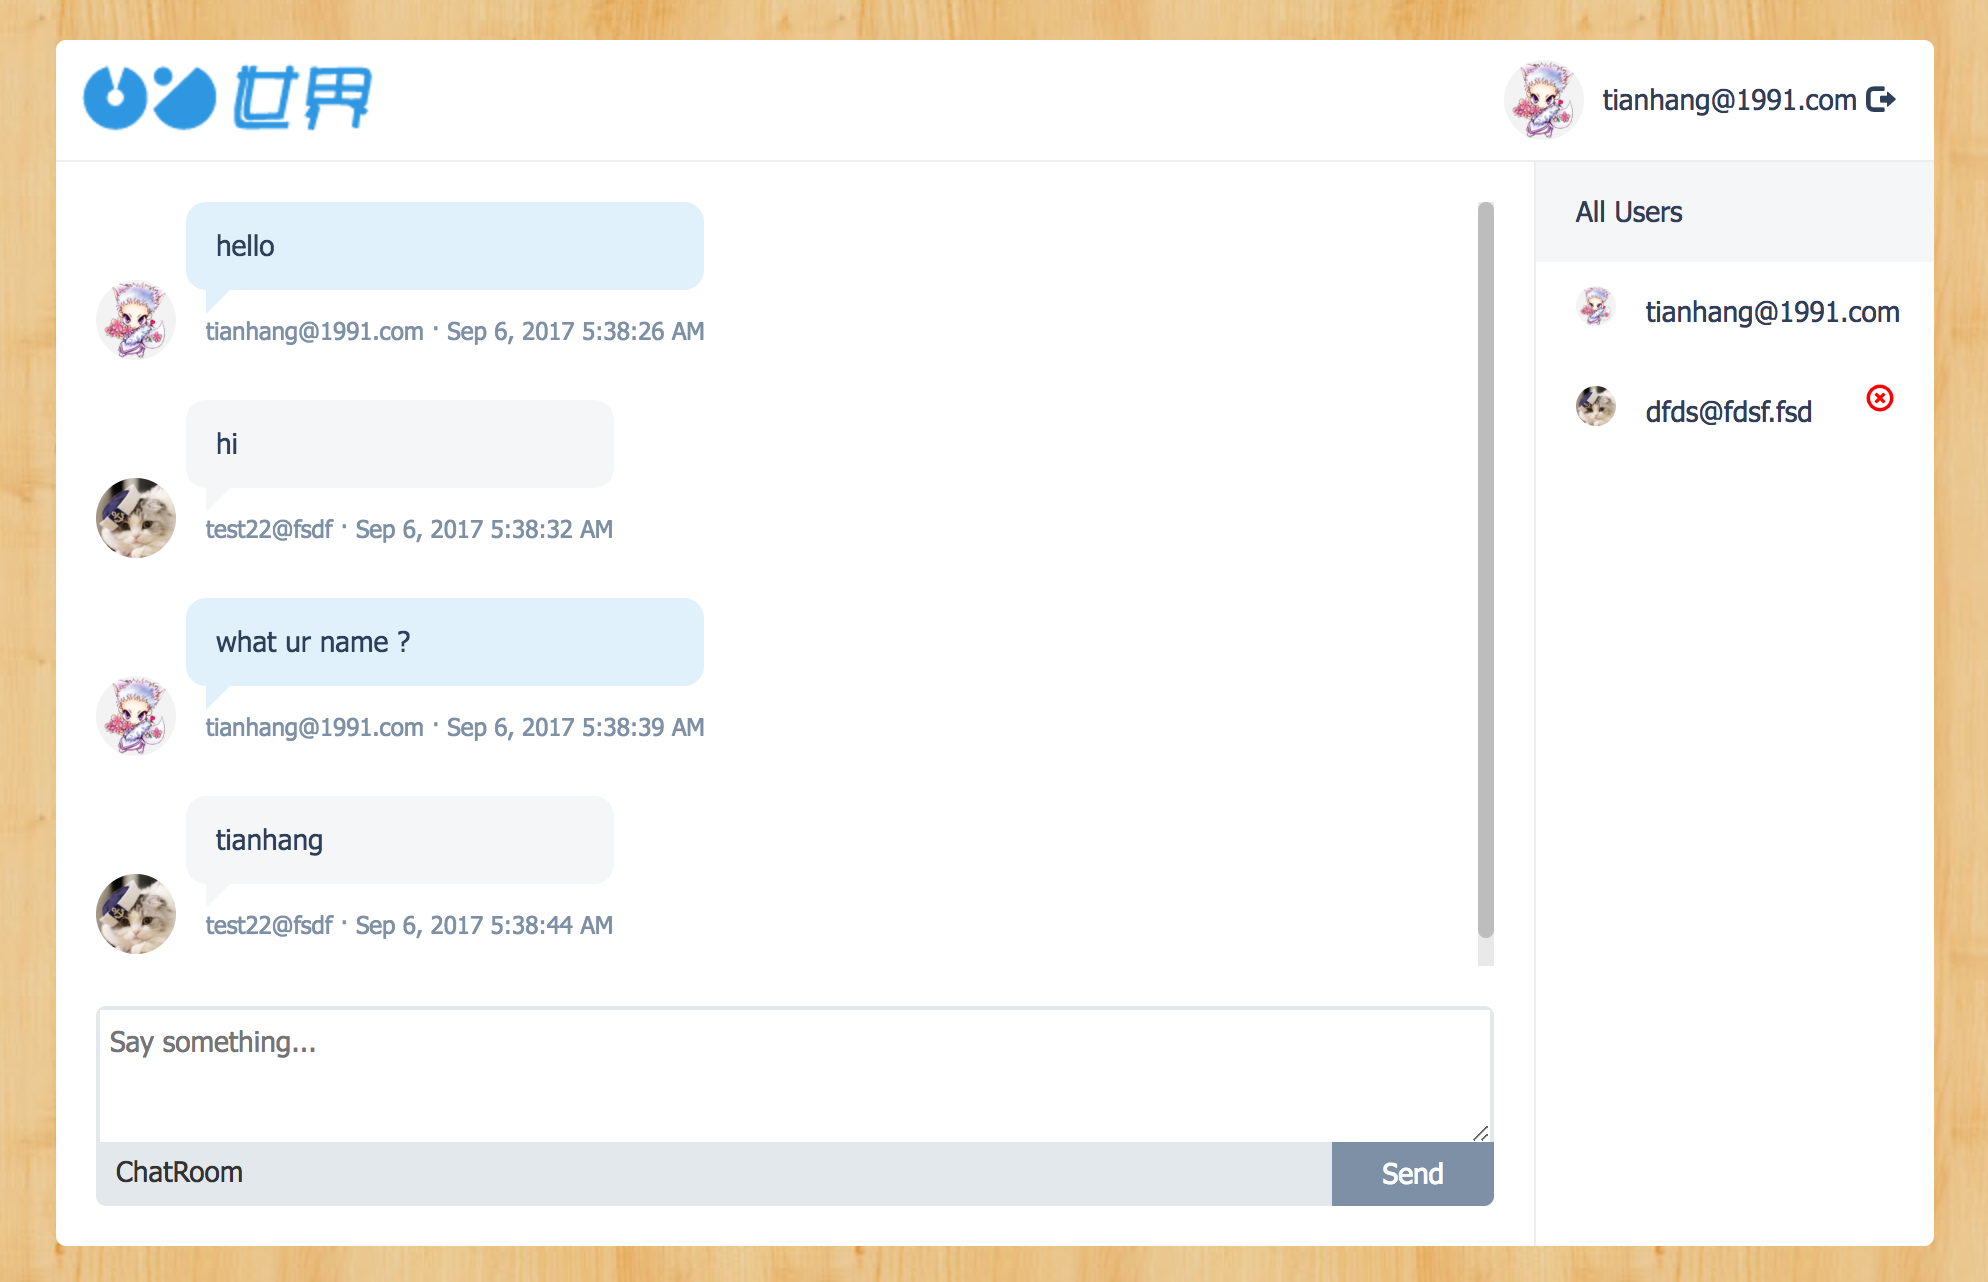 世界
tianhang@1991.com
All Users
tianhang@1991.com
dfds@fdsf.fsd
hello
tianhang@1991.com · Sep 6, 2017 5:38:26 AM
hi
test22@fsdf · Sep 6, 2017 5:38:32 AM
what ur name ?
tianhang@1991.com · Sep 6, 2017 5:38:39 AM
tianhang
test22@fsdf · Sep 6, 2017 5:38:44 AM
Say something...
ChatRoom
Send